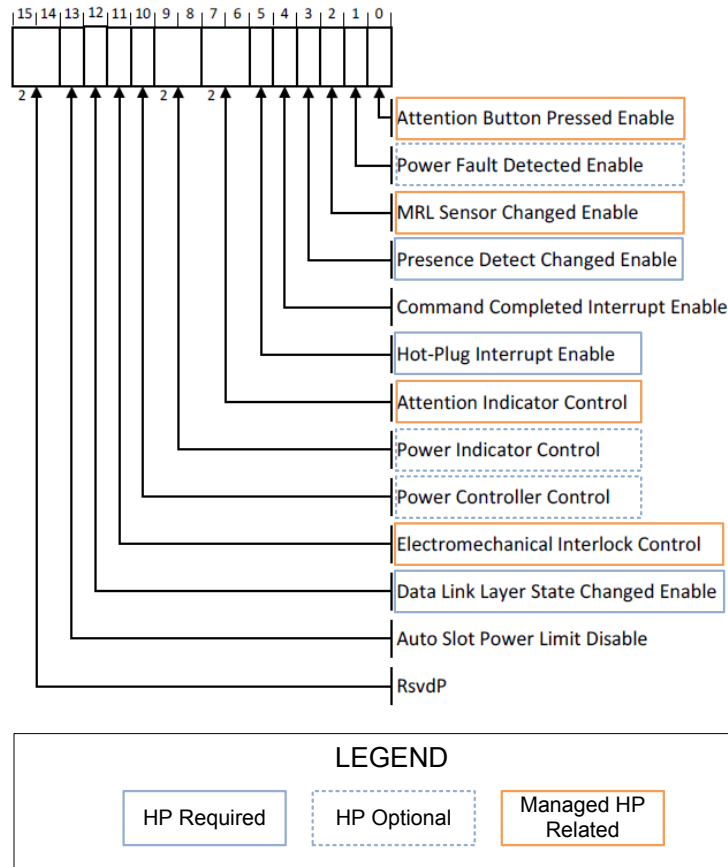 15 14 13 12 11 10 9 8 7 6 5 4 3 2 1 0
2 2 2
Attention Button Pressed Enable
Power Fault Detected Enable
MRL Sensor Changed Enable
Presence Detect Changed Enable
Command Completed Interrupt Enable
Hot-Plug Interrupt Enable
Attention Indicator Control
Power Indicator Control
Power Controller Control
Electromechanical Interlock Control
Data Link Layer State Changed Enable
Auto Slot Power Limit Disable
RsvdP
LEGEND
HP Required
HP Optional
Managed HP
Related